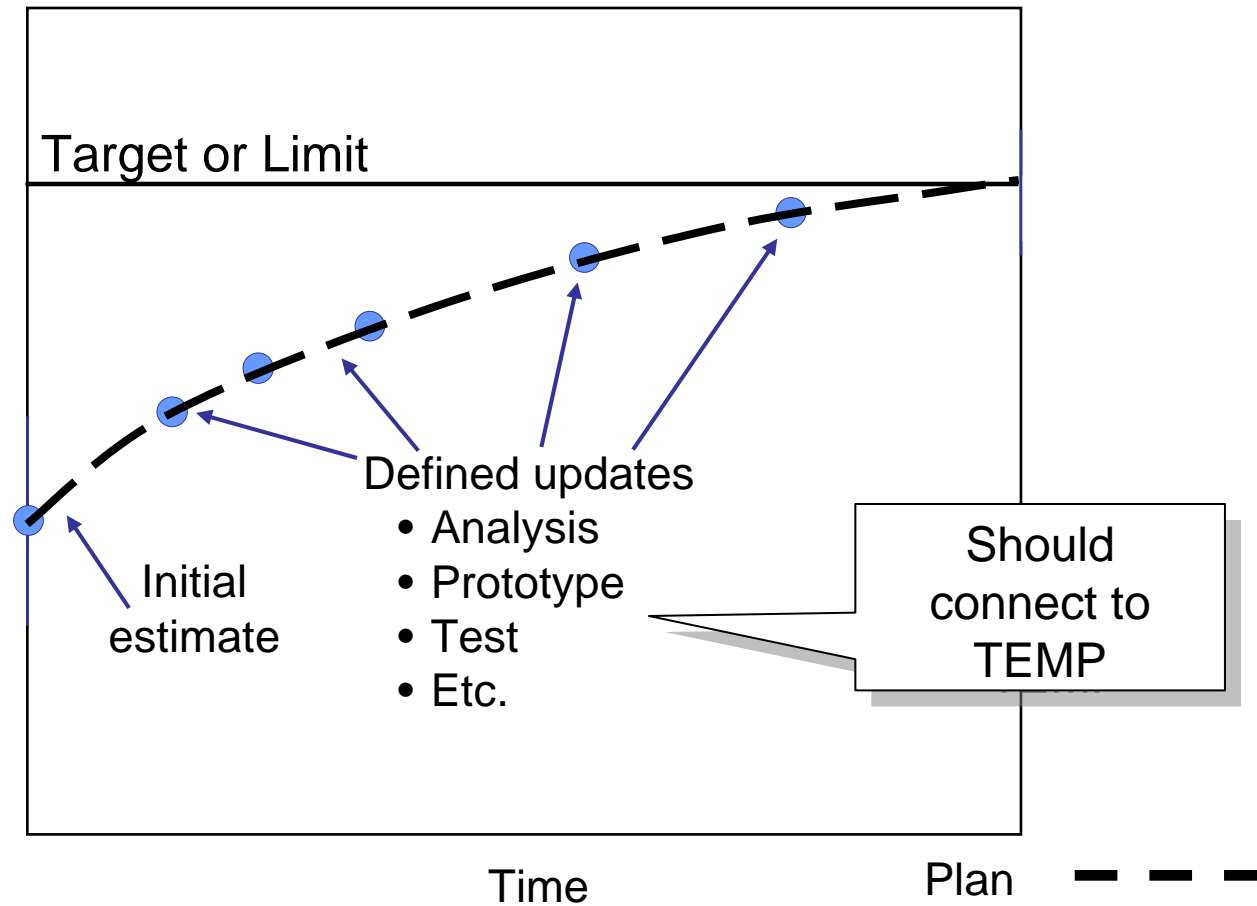 Target or Limit
Defined updates
• Analysis
• Prototype
• Test
• Etc.
Initial
estimate
Should
connect to
TEMP
Time
Plan